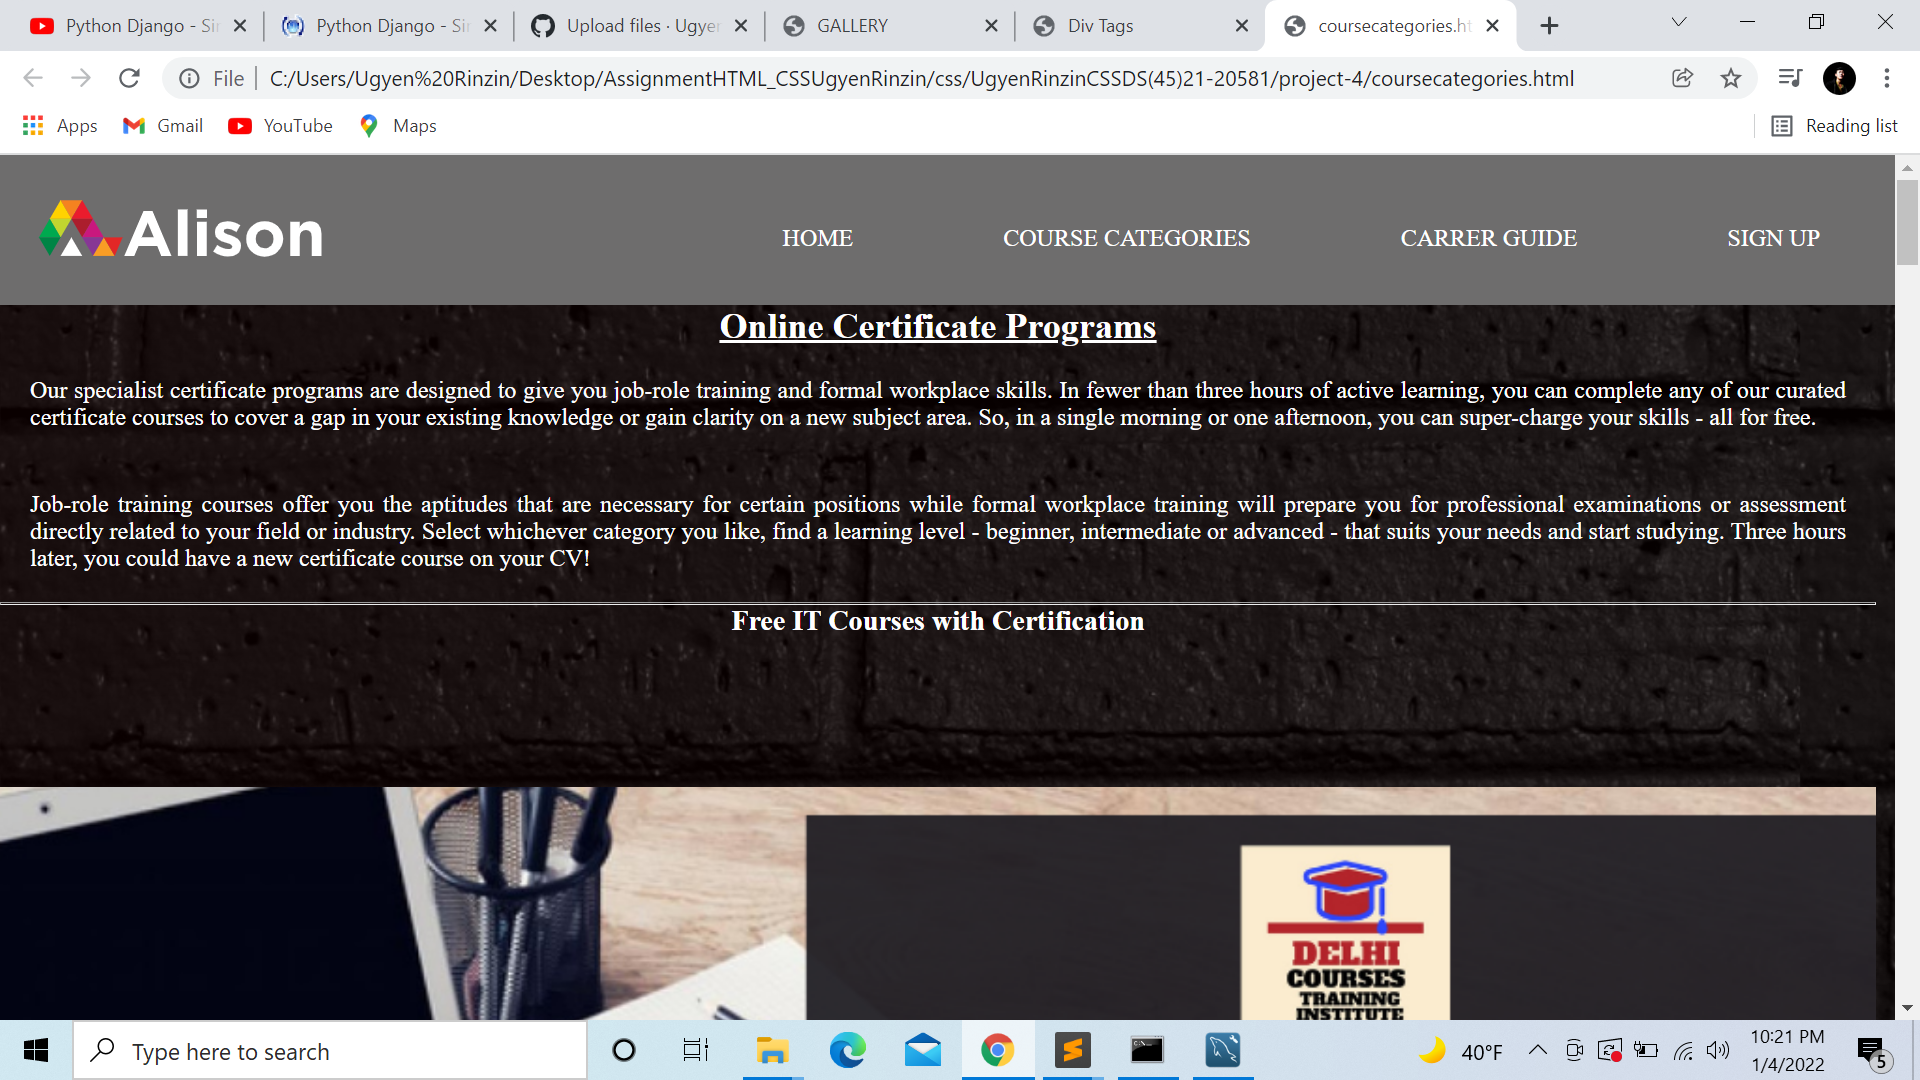 Python Django - Sir
Python Django - Sir
Upload files · Ugyen
GALLERY
Div Tags
coursecategories.ht
File
C:/Users/Ugyen%20Rinzin/Desktop/AssignmentHTML_CSSUgyenRinzin/css/UgyenRinzinCSSDS(45)21-20581/project-4/coursecategories.html
Apps
Gmail
YouTube
Maps
Reading list
Alison
HOME
COURSE CATEGORIES
CARRER GUIDE
SIGN UP
Online Certificate Programs
Our specialist certificate programs are designed to give you job-role training and formal workplace skills. In fewer than three hours of active learning, you can complete any of our curated
certificate courses to cover a gap in your existing knowledge or gain clarity on a new subject area. So, in a single morning or one afternoon, you can super-charge your skills - all for free.
Job-role training courses offer you the aptitudes that are necessary for certain positions while formal workplace training will prepare you for professional examinations or assessment
directly related to your field or industry. Select whichever category you like, find a learning level - beginner, intermediate or advanced - that suits your needs and start studying. Three hours
later, you could have a new certificate course on your CV!
Free IT Courses with Certification
DELHI
COURSES
TRAINING
INSTITUTE
Type here to search
40°F
10:21 PM
1/4/2022
5